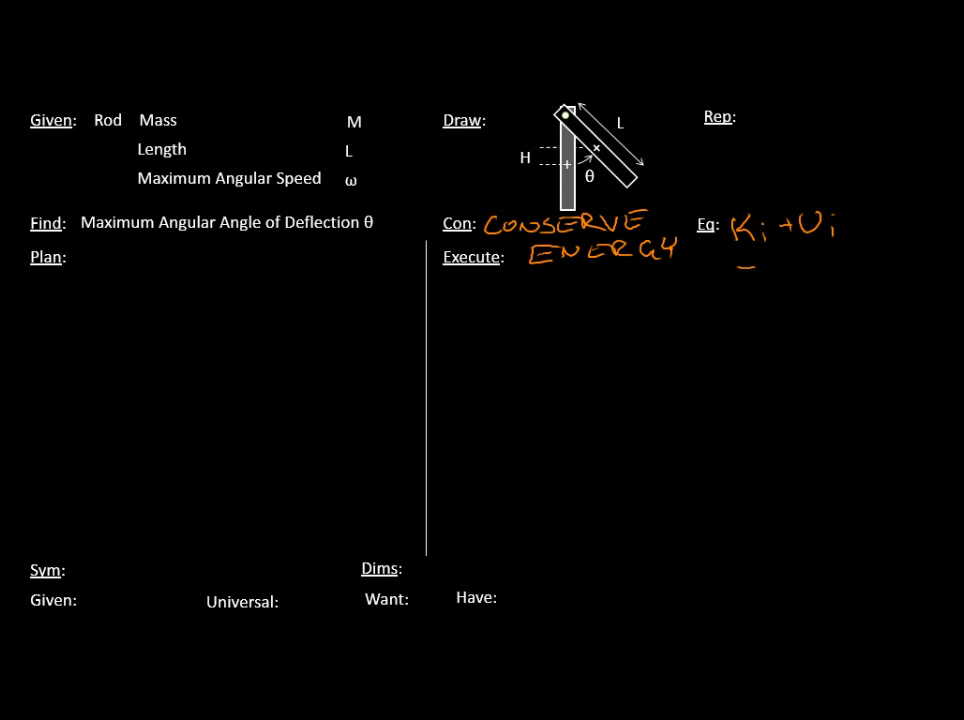 Given: Rod Mass M
Length L
Maximum Angular Speed ω
Find: Maximum Angular Angle of Deflection θ
Plan:
Draw:
L
H
θ
Rep:
Con: CONSERVE
ENERGY
Eq: Ki + Ui
Execute:
Sym:
Given: Universal:
Dims:
Want: Have: